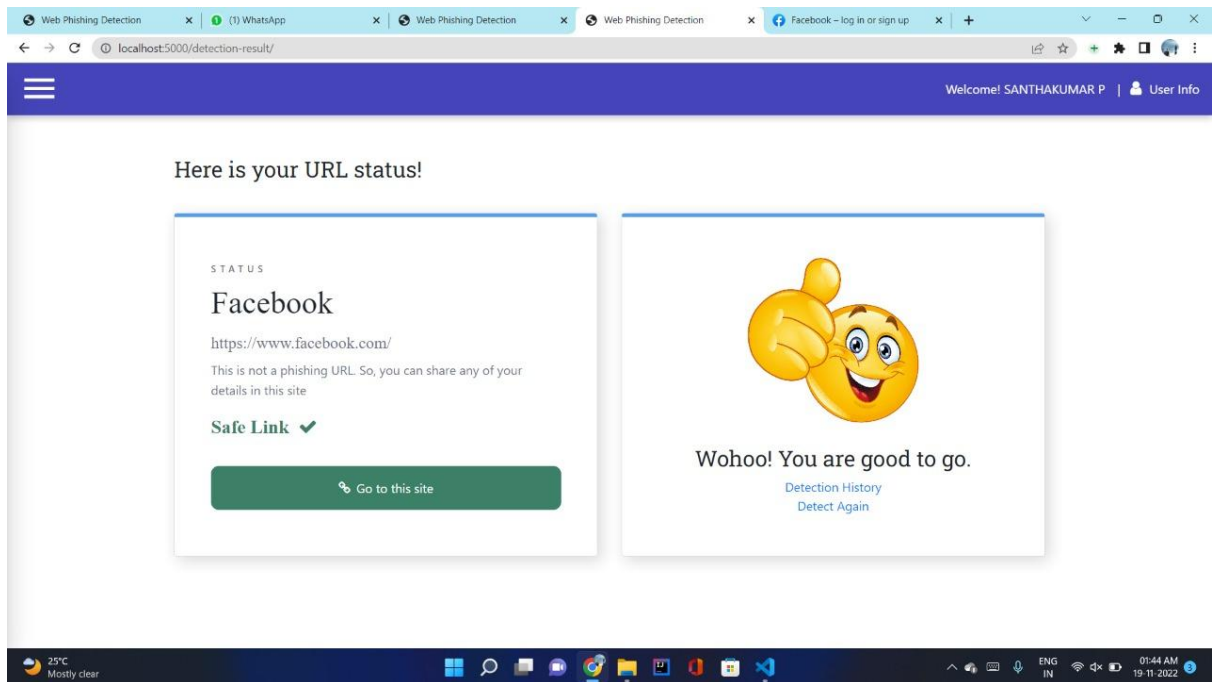 Web Phishing Detection
(1) WhatsApp
Web Phishing Detection
Web Phishing Detection
Facebook – log in or sign up
localhost:5000/detection-result/
Welcome! SANTHAKUMAR P | User Info
Here is your URL status!
STATUS
Facebook
https://www.facebook.com/
This is not a phishing URL. So, you can share any of your
details in this site
Safe Link
Go to this site
Wohoo! You are good to go.
Detection History
Detect Again
25°C
Mostly clear
ENG
IN
01:44 AM
19-11-2022
3